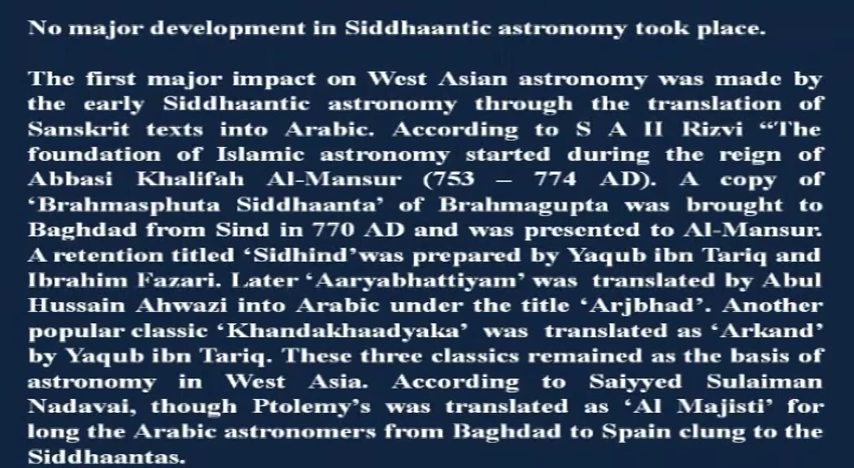 No major development in Siddhaantic astronomy took place.
The first major impact on West Asian astronomy was made by
the early Siddhaantic astronomy through the translation of
Sanskrit texts into Arabic. According to S A H Rizvi “The
foundation of Islamic astronomy started during the reign of
Abbasi Khalifah Al-Mansur (753 – 774 AD). A copy of
‘Brahmasphuta Siddhaanta’ of Brahmagupta was brought to
Baghdad from Sind in 770 AD and was presented to Al-Mansur.
A retention titled ‘Sidhind’was prepared by Yaqub ibn Tariq and
Ibrahim Fazari. Later ‘Aaryabhattiyam’ was translated by Abul
Hussain Ahwazi into Arabic under the title ‘Arjbhad’. Another
popular classic ‘Khandakhaadyaka’ was translated as ‘Arkand’
by Yaqub ibn Tariq. These three classics remained as the basis of
astronomy in West Asia. According to Saiyyed Sulaiman
Nadavai, though Ptolemy’s was translated as ‘Al Majisti’ for
long the Arabic astronomers from Baghdad to Spain clung to the
Siddhaantas.